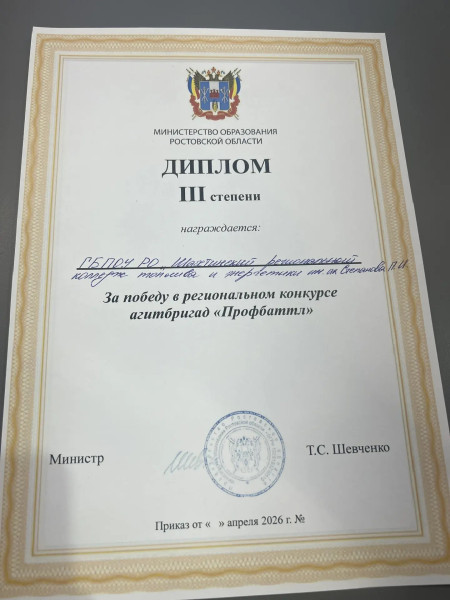 МИНИСТЕРСТВО ОБРАЗОВАНИЯ
РОСТОВСКОЙ ОБЛАСТИ
ДИПЛОМ
III степени
награждается:
ГБПОУ РО „Шахтинский региональный
колледж топлива и энергетики им. ак. Степанова П.И.
За победу в региональном конкурсе
агитбригад «Профбаттл»
Министр
Т.С. Шевченко
Приказ от « » апреля 2026 г. №